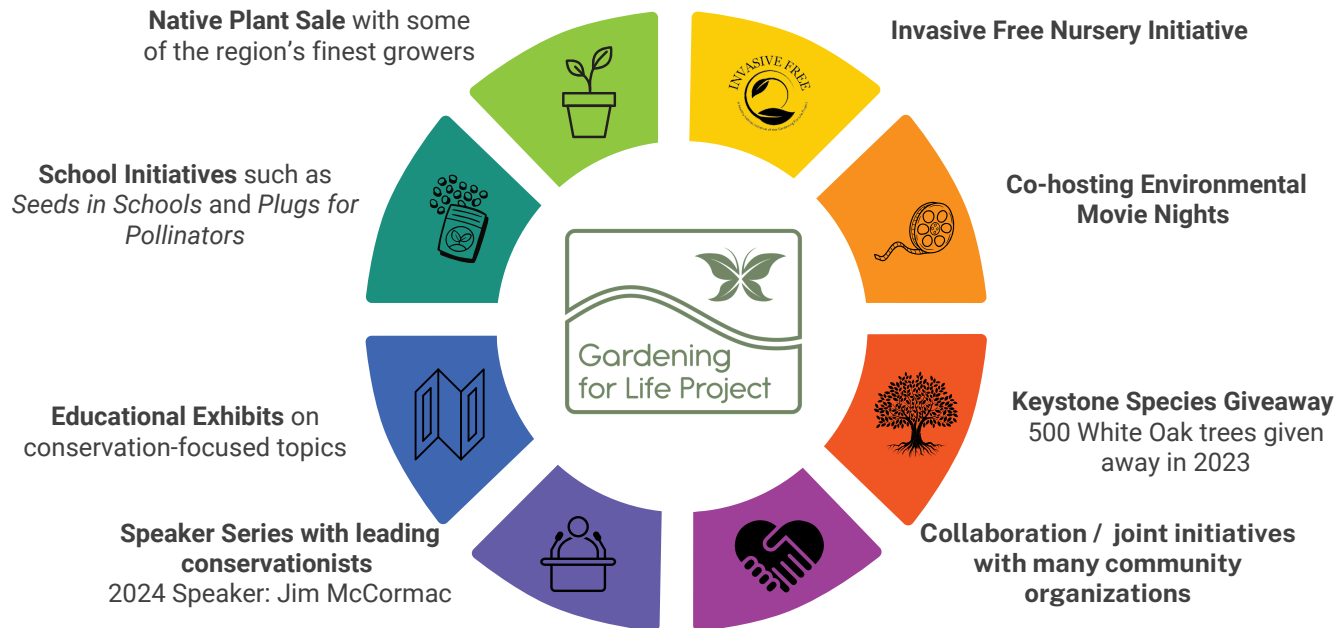 Native Plant Sale with some
of the region's finest growers
Invasive Free Nursery Initiative
INVASIVE FREE
School Initiatives such as
Seeds in Schools and Plugs for
Pollinators
Co-hosting Environmental
Movie Nights
Gardening
for Life Project
Educational Exhibits on
conservation-focused topics
Keystone Species Giveaway
500 White Oak trees given
away in 2023
Speaker Series with leading
conservationists
2024 Speaker: Jim McCormac
Collaboration / joint initiatives
with many community
organizations